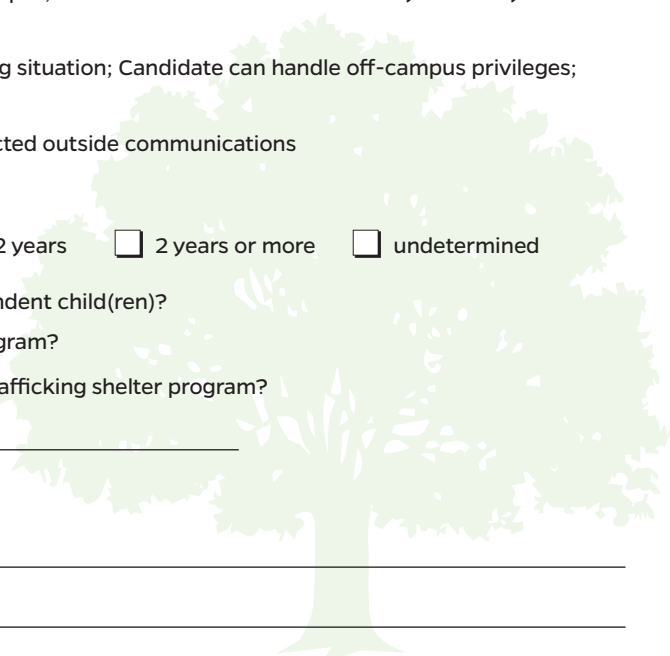 g situation; Candidate can handle off-campus privileges;
cted outside communications
2 years 2 years or more undetermined
ndent child(ren)?
gram?
afficking shelter program?